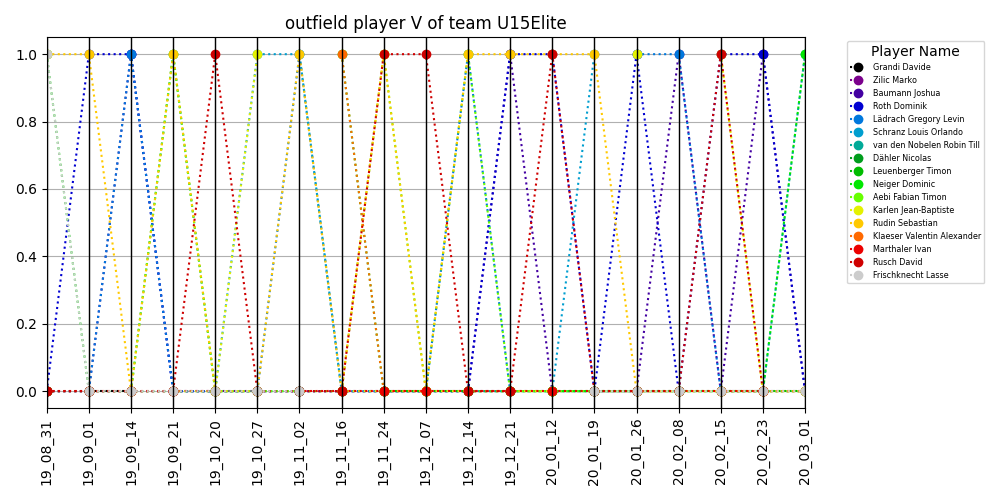 outfield player V of team U15Elite
1.0
0.8
0.6
0.4
0.2
0.0
19_08_31
19_09_01
19_09_14
19_09_21
19_10_20
19_10_27
19_11_02
19_11_16
19_11_24
19_12_07
19_12_14
19_12_21
20_01_12
20_01_19
20_01_26
20_02_08
20_02_15
20_02_23
20_03_01
Player Name
Grandi Davide
Zilic Marko
Baumann Joshua
Roth Dominik
Lädrach Gregory Levin
Schranz Louis Orlando
van den Nobelen Robin Till
Dähler Nicolas
Leuenberger Timon
Neiger Dominic
Aebi Fabian Timon
Karlen Jean-Baptiste
Rudin Sebastian
Klaeser Valentin Alexander
Marthaler Ivan
Rusch David
Frischknecht Lasse